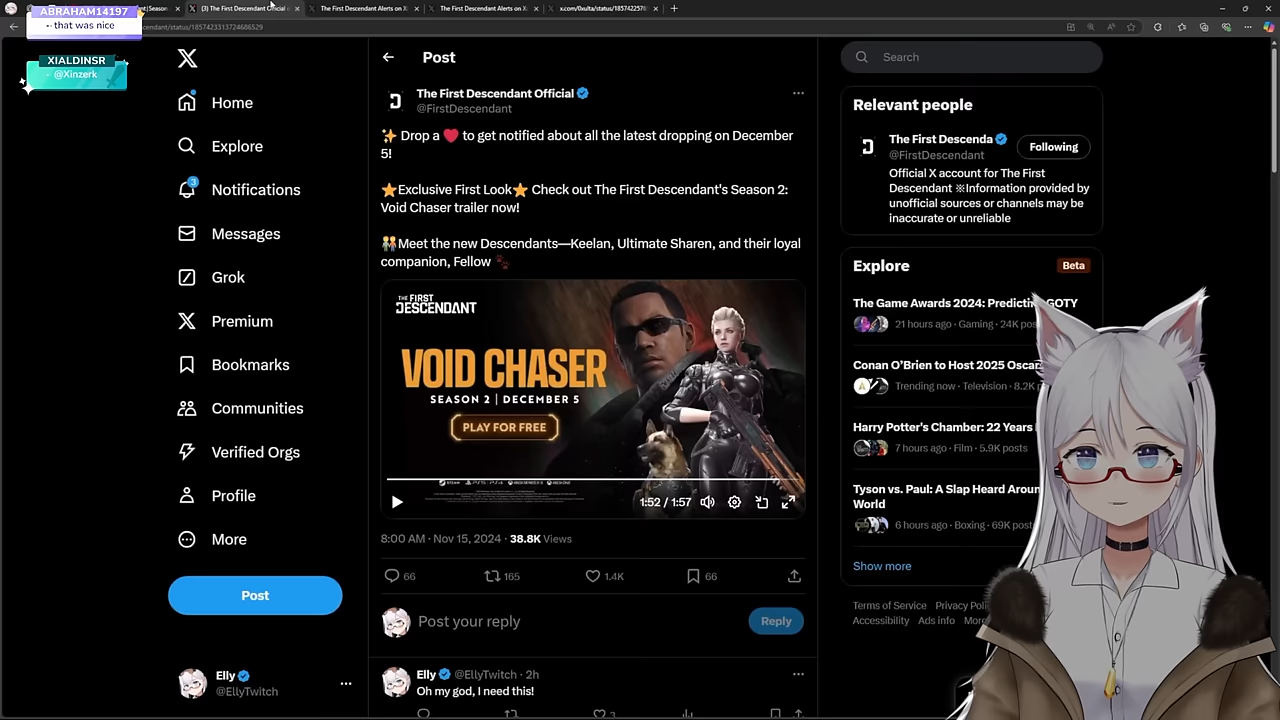 ABRAHAM14197
that was nice
XIALDINSR
@Xinzerk
(3) The First Descendant Official
The First Descendant Alerts on X
The First Descendant Alerts on X
/status/1857423313724686529
Home
Explore
3
Notifications
Messages
Grok
Premium
Bookmarks
Communities
Verified Orgs
Profile
More
Post
Elly
@EllyTwitch
Post
The First Descendant Official
@FirstDescendant
✨ Drop a ❤️ to get notified about all the latest dropping on December
5!
⭐Exclusive First Look⭐ Check out The First Descendant's Season 2:
Void Chaser trailer now!
👫Meet the new Descendants—Keelan, Ultimate Sharen, and their loyal
companion, Fellow 🐾
THE FIRST
DESCENDANT
VOID CHASER
SEASON 2 | DECEMBER 5
PLAY FOR FREE
1:52 / 1:57
8:00 AM · Nov 15, 2024 · 38.8K Views
66
165
1.4K
66
Post your reply
Reply
Elly @EllyTwitch · 2h
Oh my god, I need this!
3
Search
Relevant people
The First Descenda
@FirstDescendant
Following
Official X account for The First
Descendant ※Information provided by
unofficial sources or channels may be
inaccurate or unreliable
Explore
Beta
The Game Awards 2024: Predicting GOTY
21 hours ago · Gaming · 24K pos
Conan O'Brien to Host 2025 Oscar
Trending now · Television · 8.2K
Harry Potter's Chamber: 22 Years
7 hours ago · Film · 5.9K posts
Tyson vs. Paul: A Slap Heard Aroun
World
6 hours ago · Boxing · 69K post
Show more
Terms of Service Privacy Poli
Accessibility Ads info More